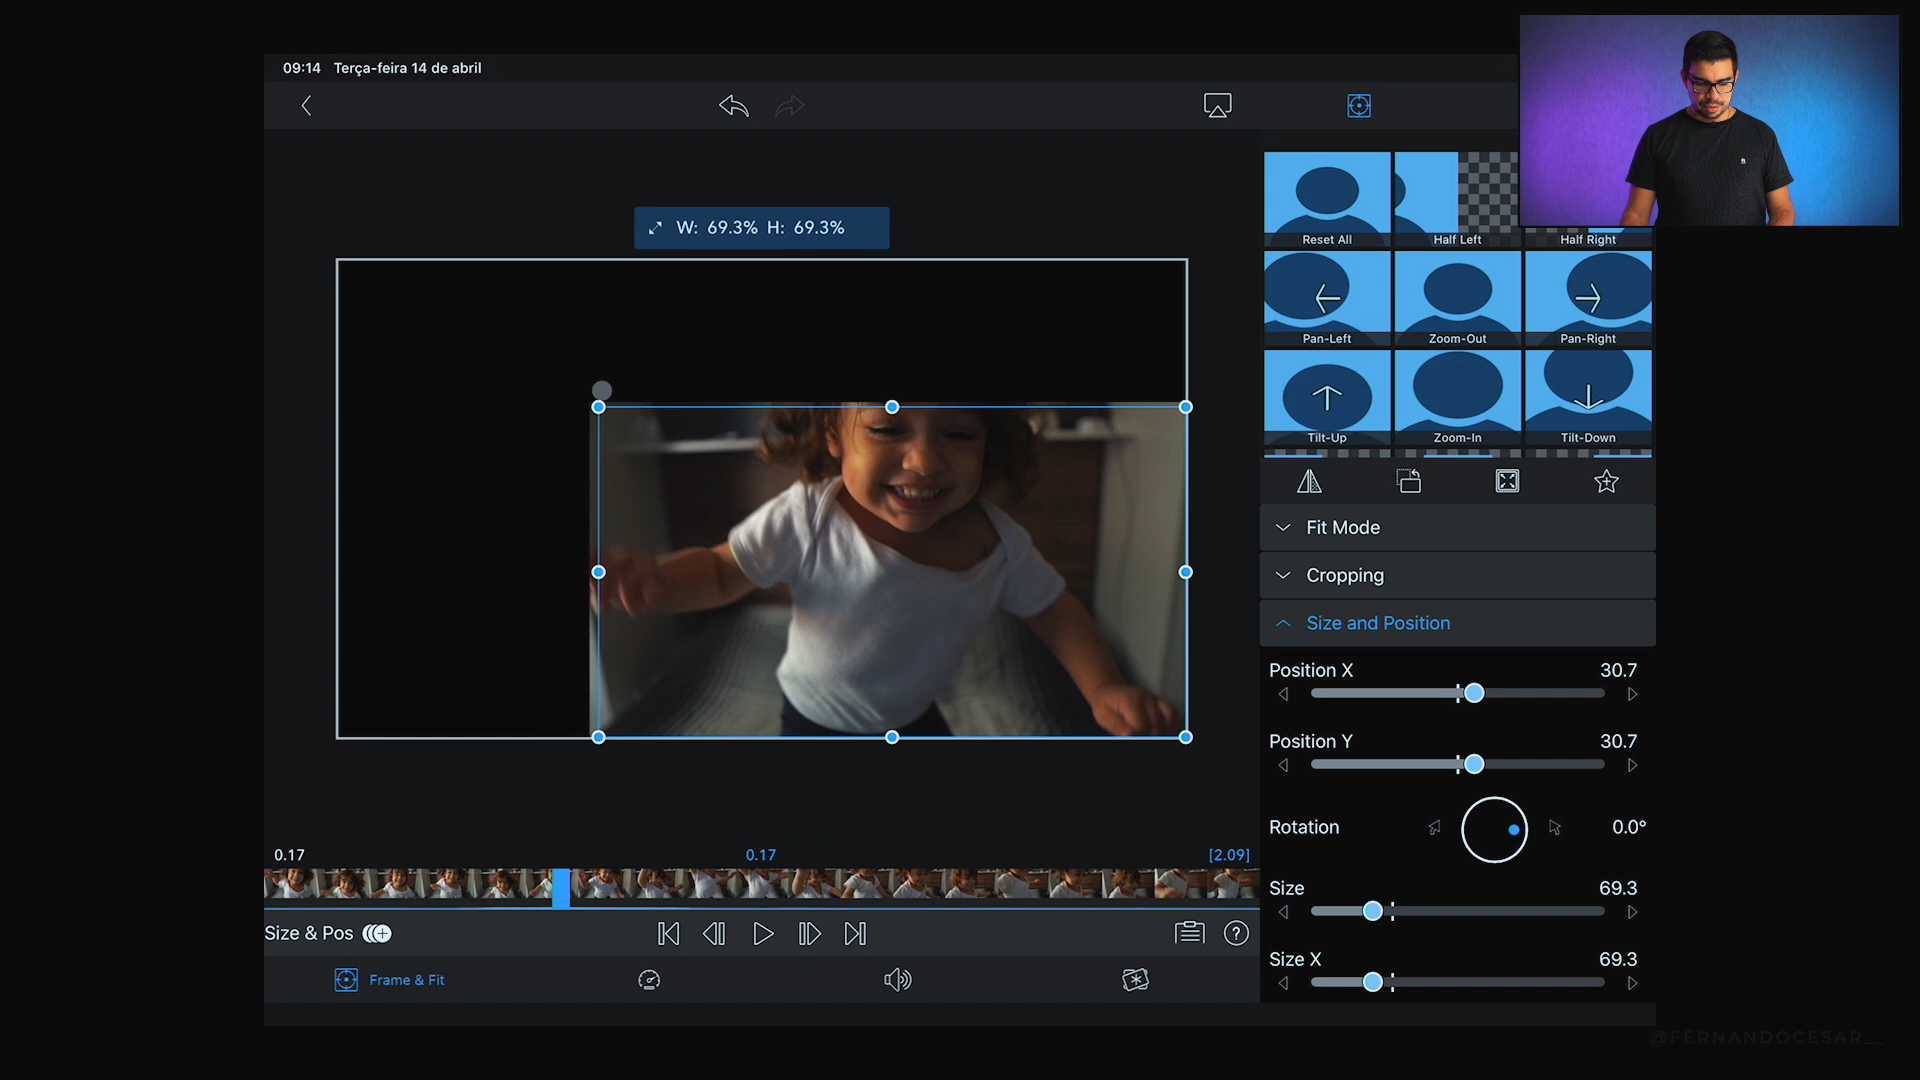 09:14 Terça-feira 14 de abril
W: 69.3% H: 69.3%
Reset All
Half Left
Half Right
Pan-Left
Zoom-Out
Pan-Right
Tilt-Up
Zoom-In
Tilt-Down
Fit Mode
Cropping
Size and Position
Position X 30.7
Position Y 30.7
Rotation 0.0°
Size 69.3
Size X 69.3
0.17 0.17 [2.09]
Size & Pos
Frame & Fit
@FERNANDOCESAR__